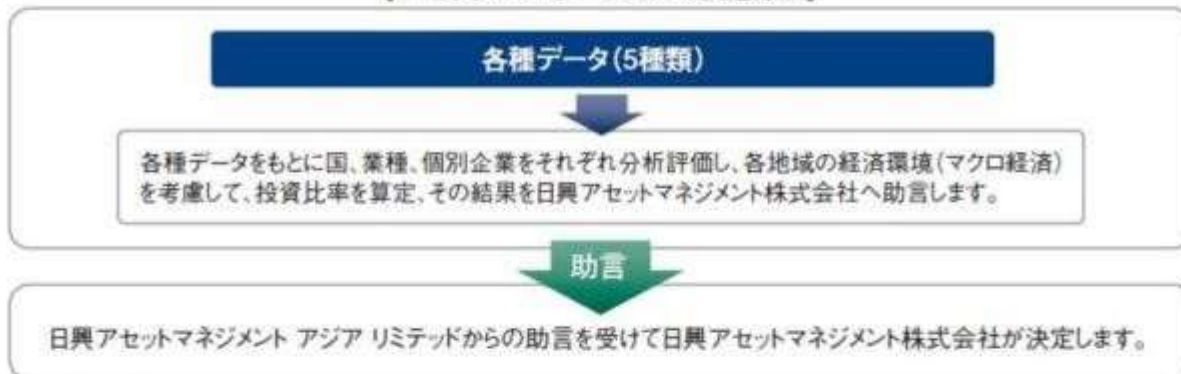 各種データ(5種類)
各種データをもとに国、業種、個別企業をそれぞれ分析評価し、各地域の経済環境(マクロ経済)
を考慮して、投資比率を算定、その結果を日興アセットマネジメント株式会社へ助言します。
助言
日興アセットマネジメント アジア リミテッドからの助言を受けて日興アセットマネジメント株式会社が決定します。